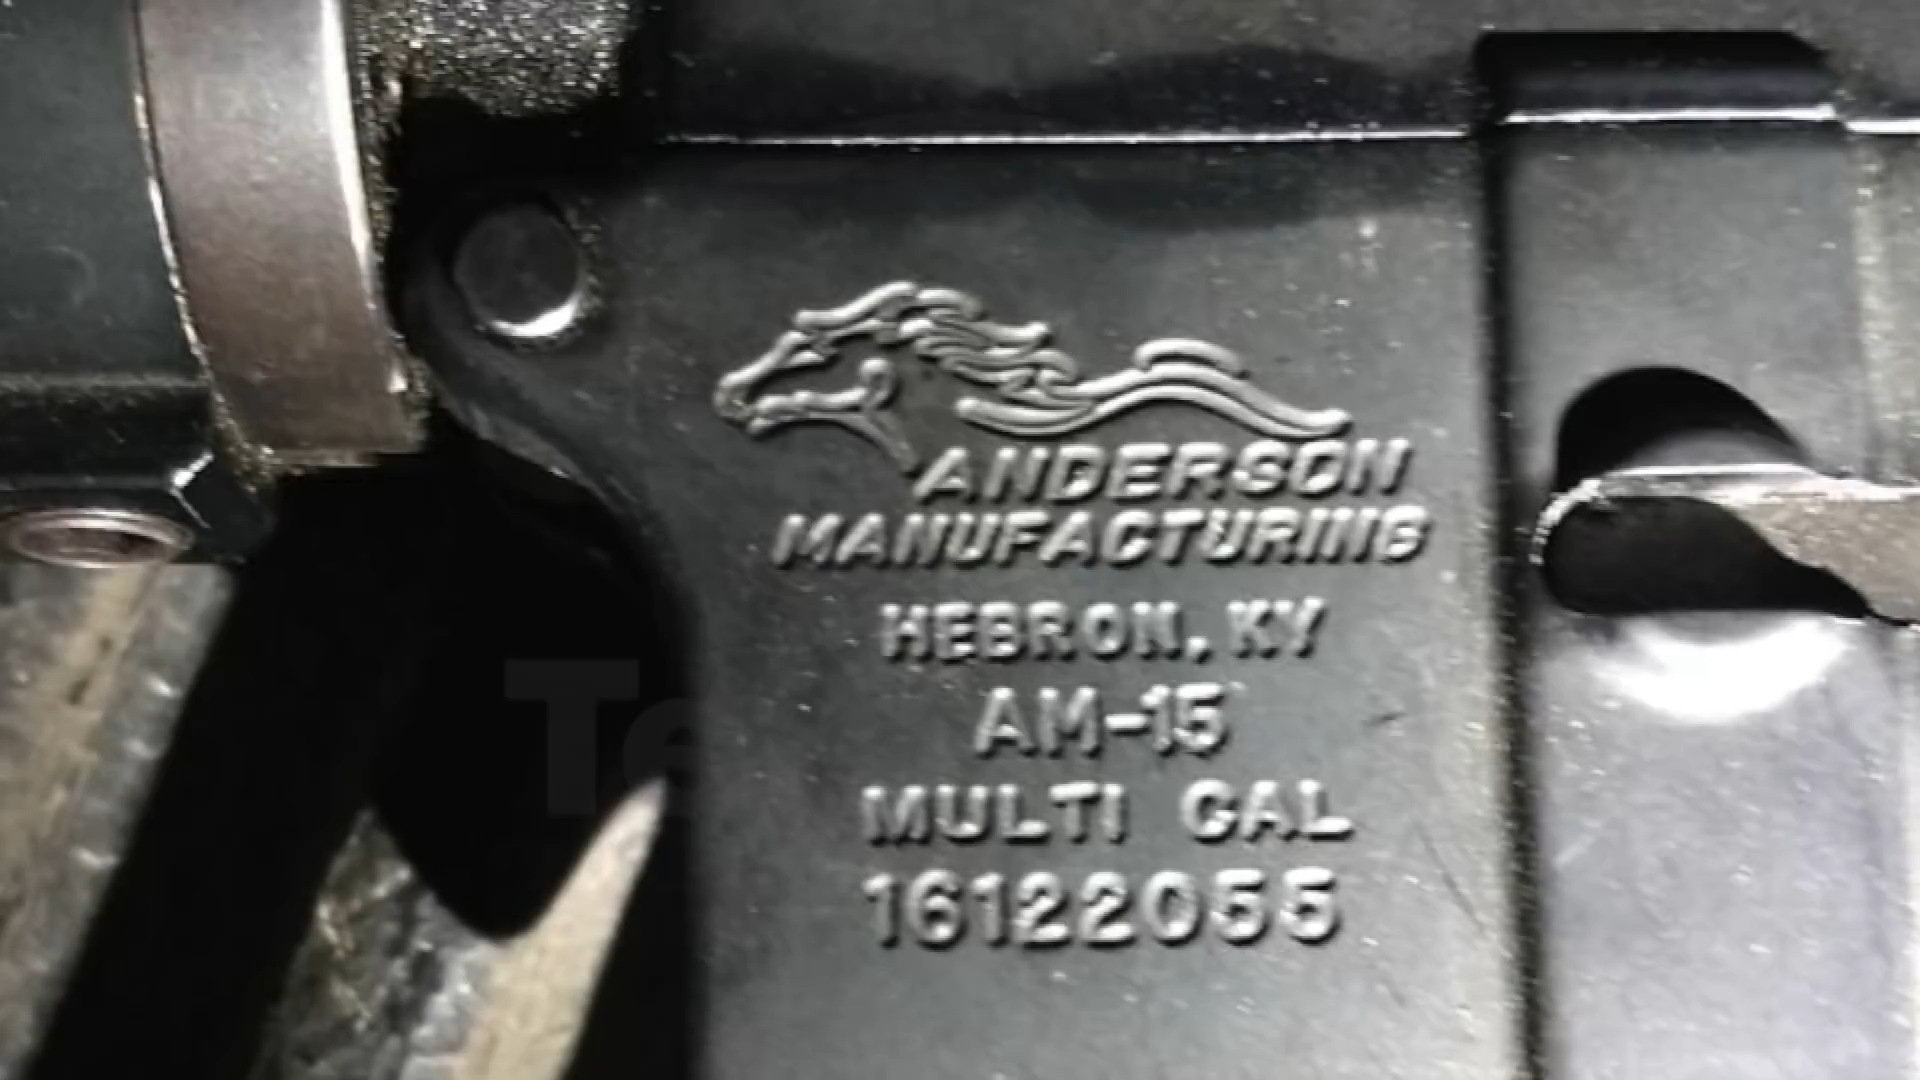 ANDERSON
MANUFACTURING
HEBRON, KY
AM-15
MULTI CAL
16122055